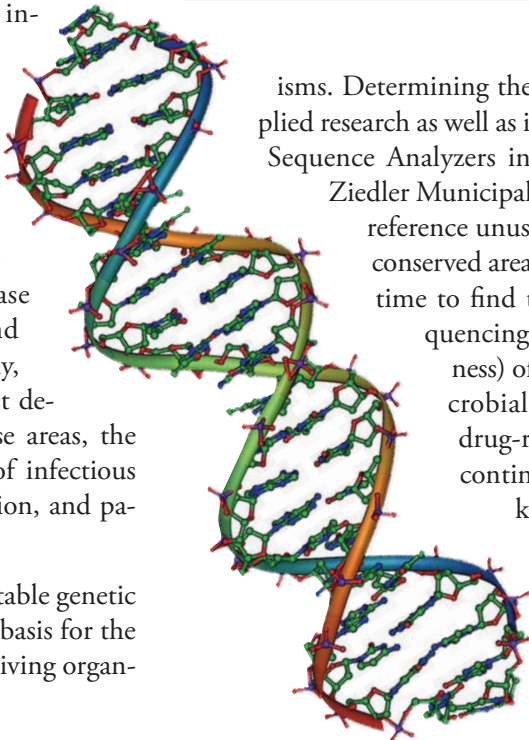 in-
ase
nd
y,
t de-
se areas, the
of infectious
ion, and pa-
table genetic
basis for the
iving organ-
isms. Determining the
plied research as well as i
Sequence Analyzers in
Ziedler Municipal
reference unus
conserved area
time to find t
quencing
ness) of
crobial
drug-r
contin
k